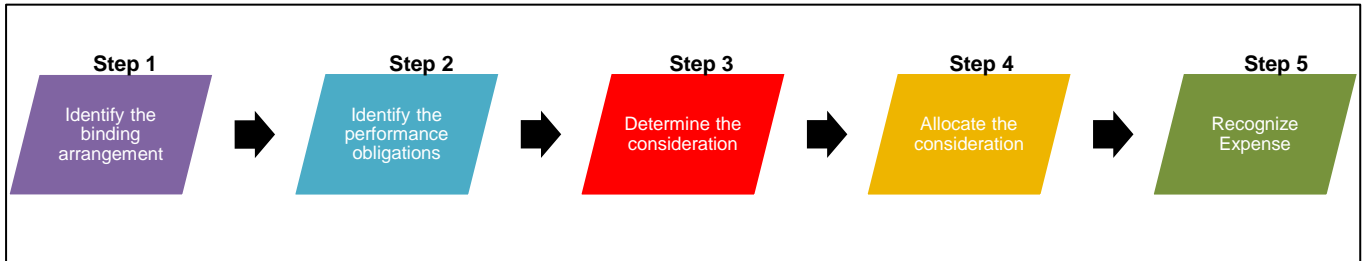 Step 1
Identify the
binding
arrangement
Step 2
Identify the
performance
obligations
Step 3
Determine the
consideration
Step 4
Allocate the
consideration
Step 5
Recognize
Expense